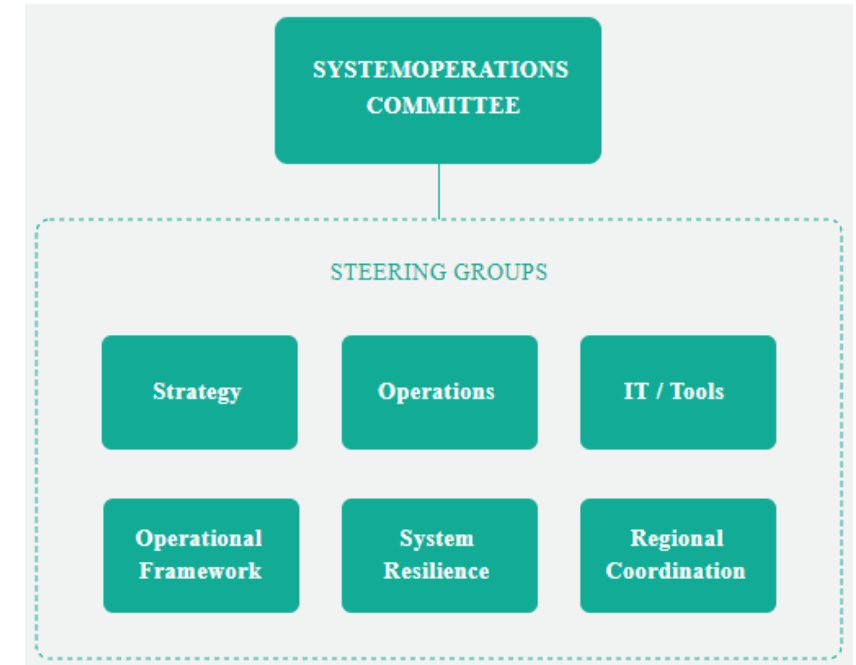 SYSTEMOPERATIONS
COMMITTEE
STEERING GROUPS
Strategy
Operations
IT / Tools
Operational
Framework
System
Resilience
Regional
Coordination